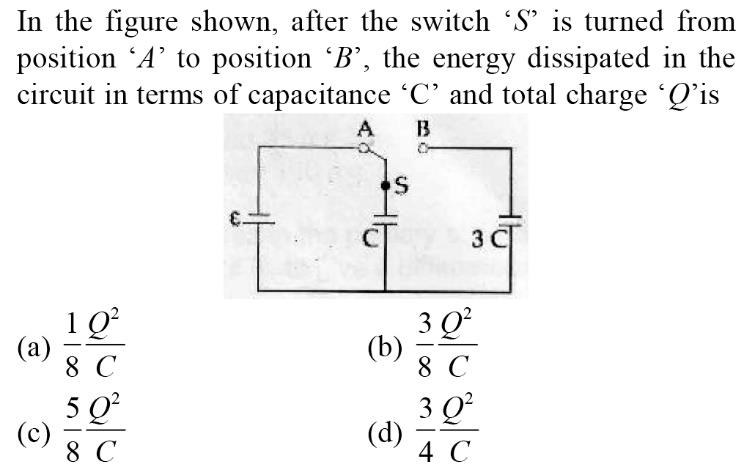 In the figure shown, after the switch ‘S’ is turned from
position ‘A’ to position ‘B’, the energy dissipated in the
circuit in terms of capacitance ‘C’ and total charge ‘Q’is
A B
S
ε
C 3 C
(a) 1/8 Q²/C (b) 3/8 Q²/C
(c) 5/8 Q²/C (d) 3/4 Q²/C